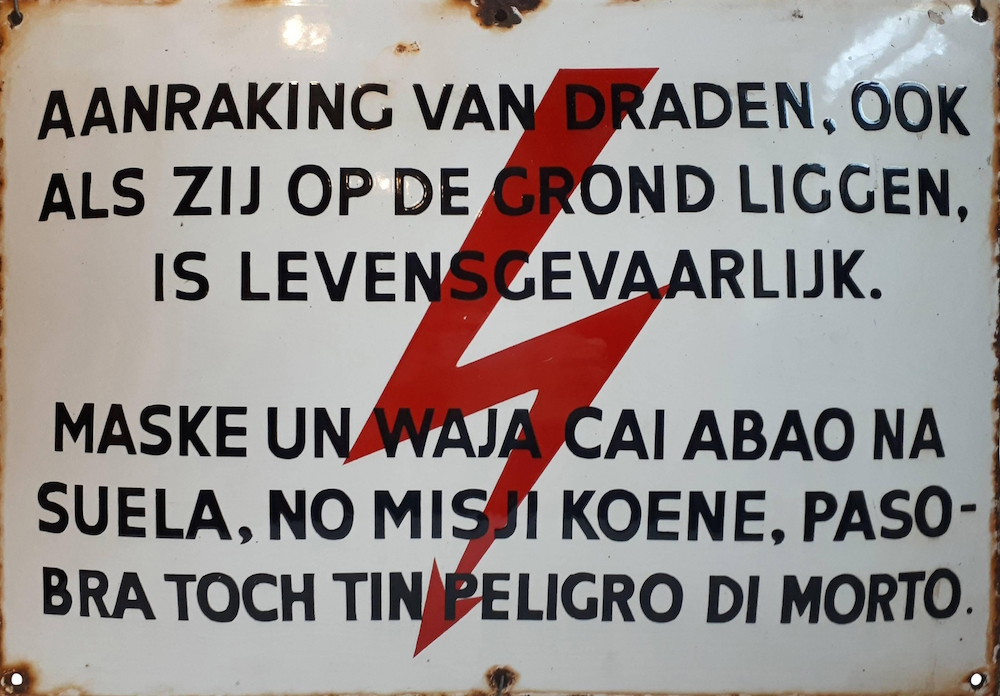 AANRAKING VAN DRADEN, OOK
ALS ZIJ OP DE GROND LIGGEN,
IS LEVENSGEVAARLIJK.
MASKE UN WAJA CAI ABAO NA
SUELA, NO MISJI KOENE, PASO-
BRA TOCH TIN PELIGRO DI MORTO.